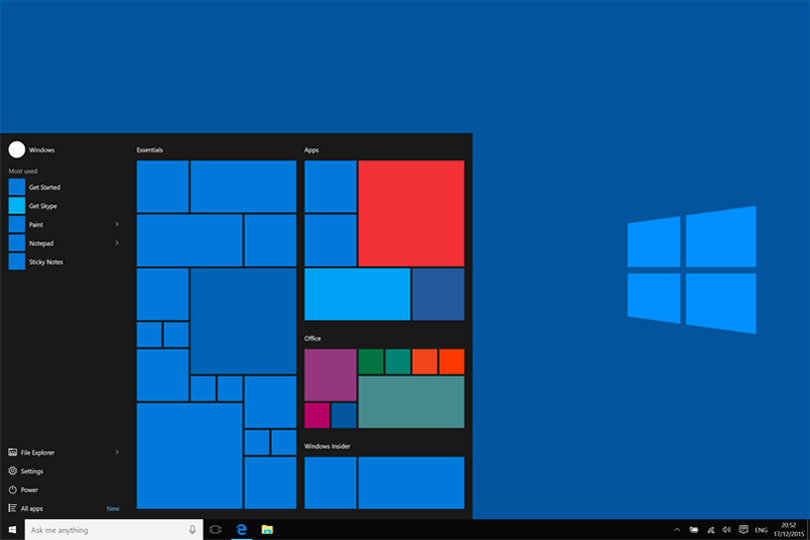 Windows
Most used
Get Started
Get Skype
Paint
Notepad
Sticky Notes
File Explorer
Settings
Power
All apps
New
Essentials
Apps
Office
Windows Insider
Ask me anything
ENG
20:52
17/12/2015